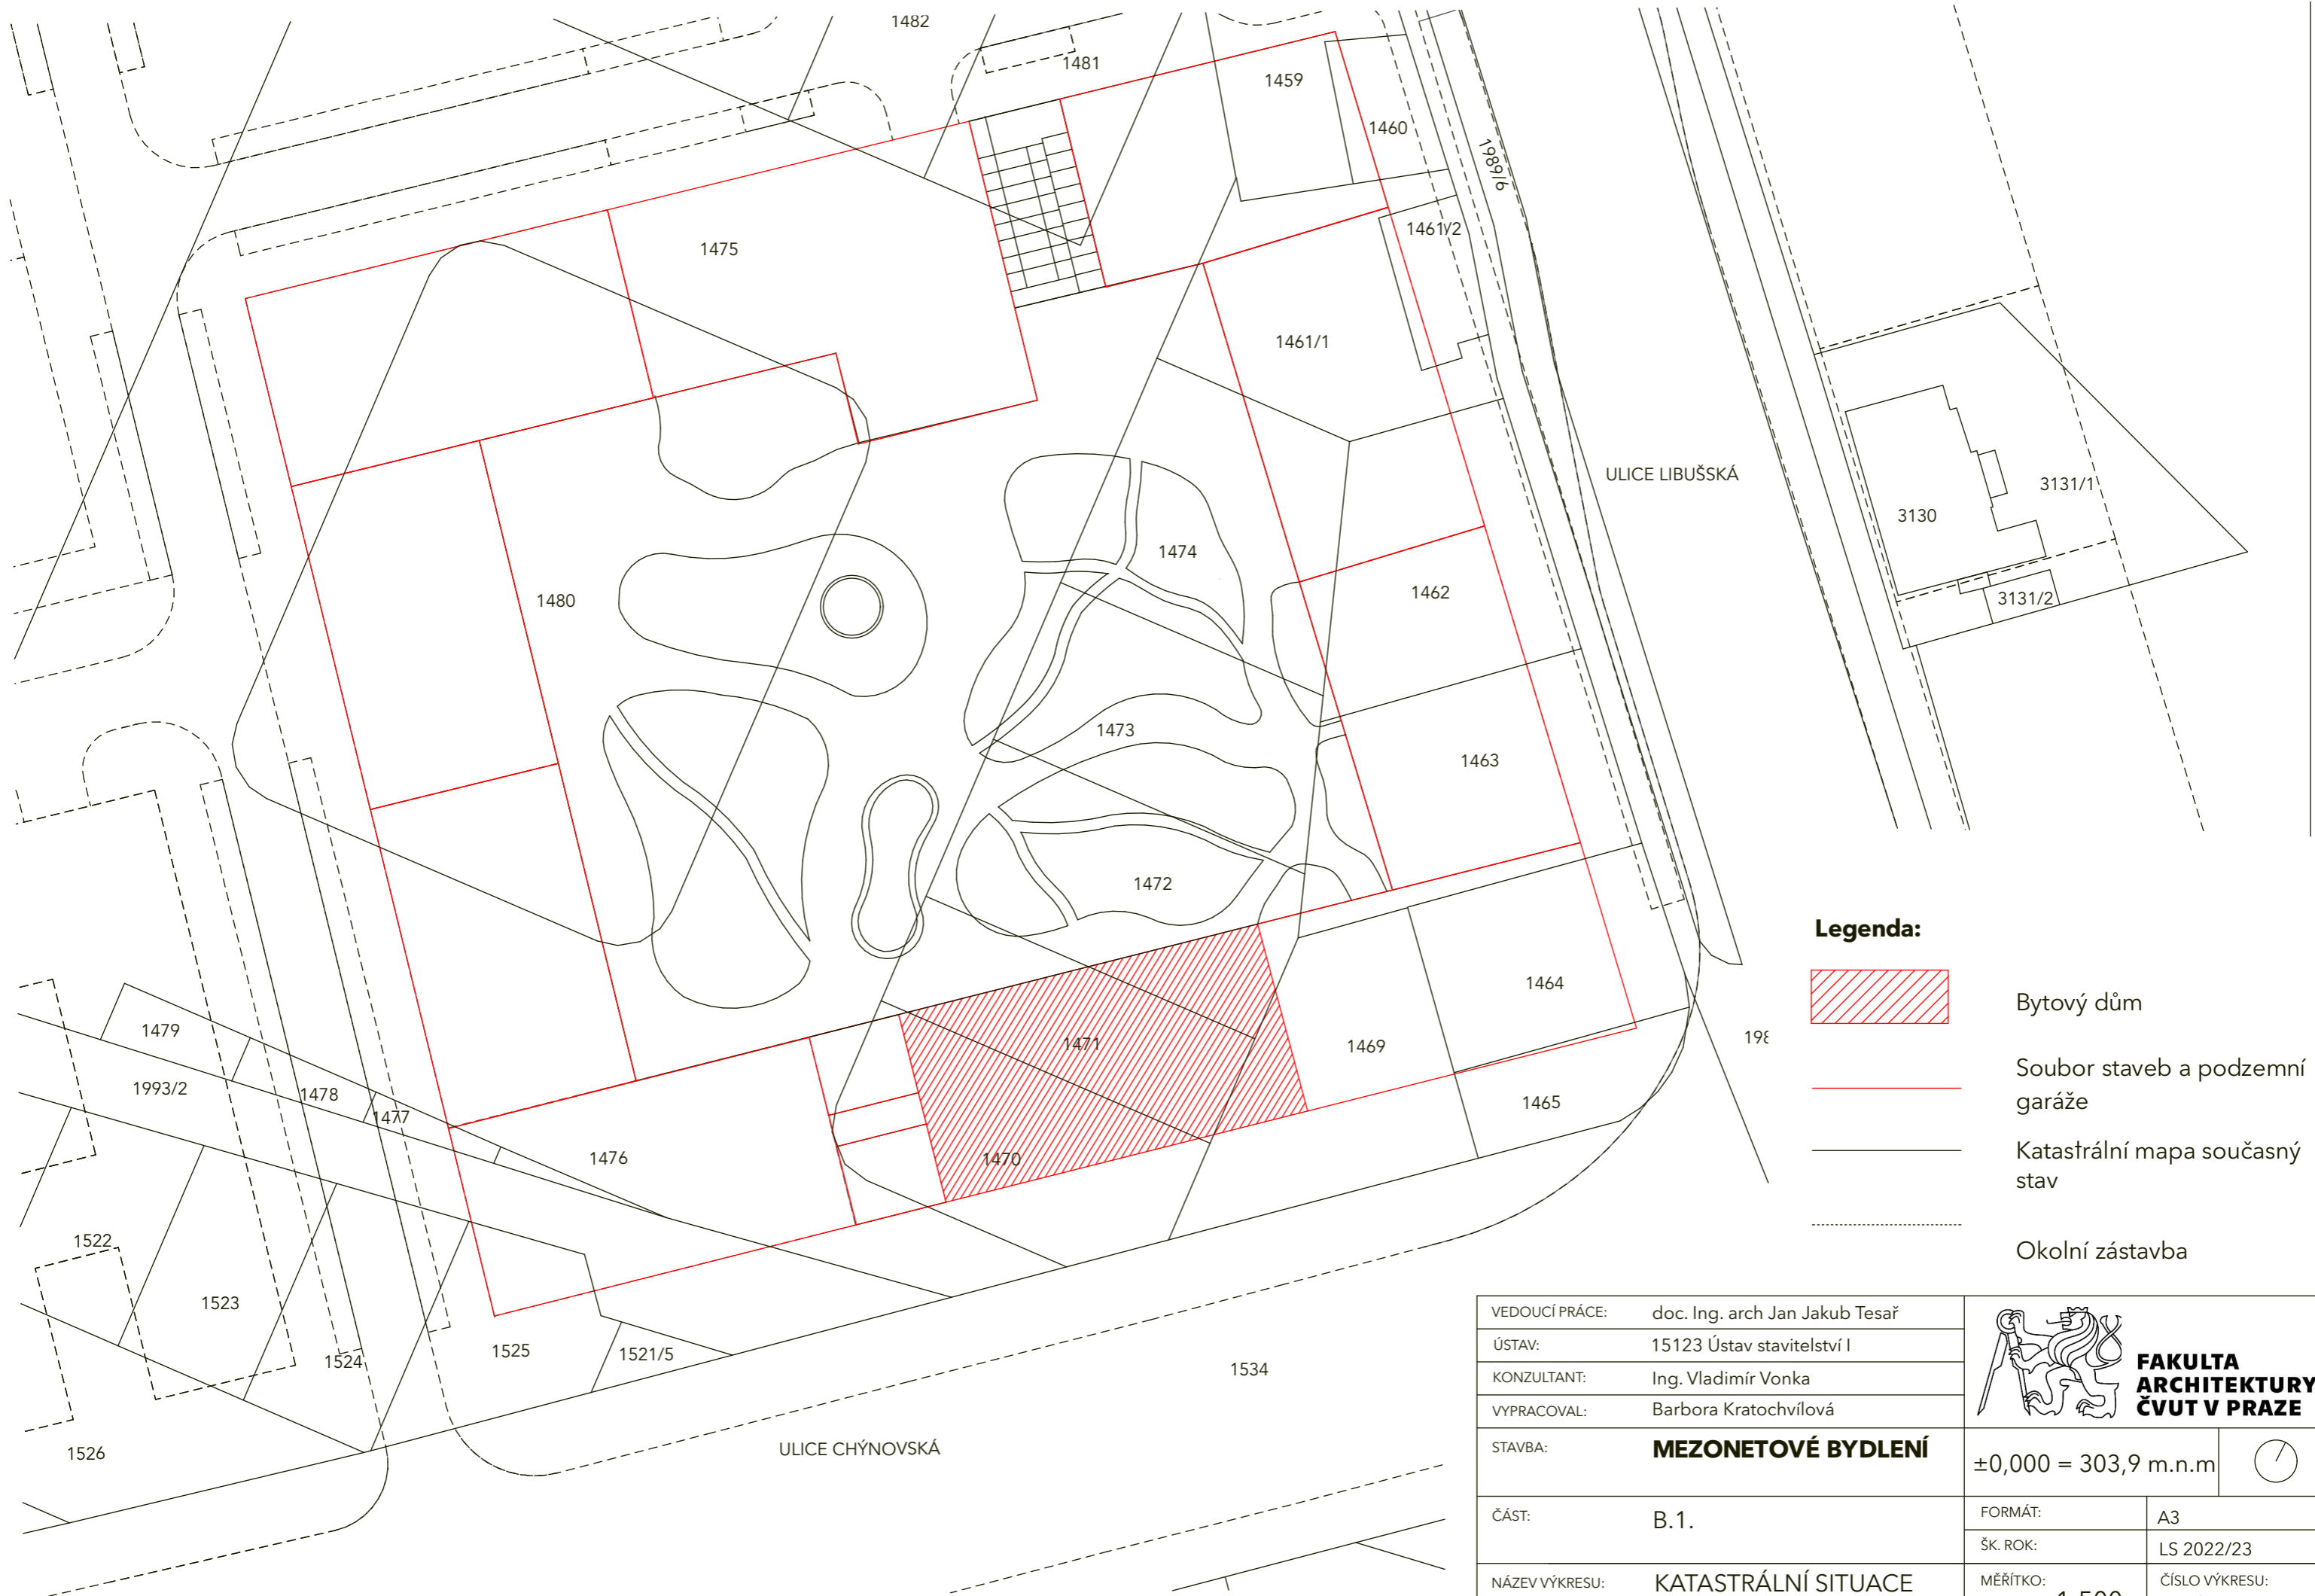 1482
1481
1459
1460
1989/6
1461/2
1475
1461/1
ULICE LIBUŠSKÁ
3131/1
3130
1474
1480
1462
3131/2
1473
1463
1472
Legenda:
1464
Bytový dům
1479
1471
1469
Soubor staveb a podzemní
garáže
1993/2
1478
1477
1465
1476
1470
Katastrální mapa současný
stav
1522
Okolní zástavba
1523
1524
1525
1521/5
1534
1526
ULICE CHÝNOVSKÁ
VEDOUCÍ PRÁCE: doc. Ing. arch Jan Jakub Tesař
ÚSTAV: 15123 Ústav stavitelství I
KONZULTANT: Ing. Vladimír Vonka
VYPRACOVAL: Barbora Kratochvílová
FAKULTA
ARCHITEKTURY
ČVUT V PRAZE
STAVBA: MEZONETOVÉ BYDLENÍ
±0,000 = 303,9 m.n.m
ČÁST: B.1.
FORMÁT: A3
ŠK. ROK: LS 2022/23
NÁZEV VÝKRESU: KATASTRÁLNÍ SITUACE
MĚŘÍTKO:
ČÍSLO VÝKRESU: